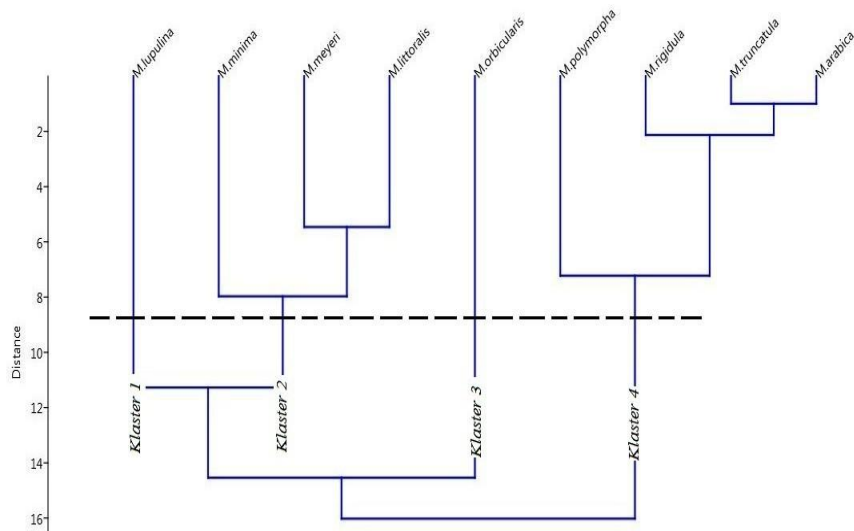 M.lupulina
M.minima
M.meyeri
M.littoralis
M.orbicularis
M.polymorpha
M.rigidula
M.truncatula
M.arabica
2
4
6
8
10
12
14
16
Distance
Klaster 1
Klaster 2
Klaster 3
Klaster 4